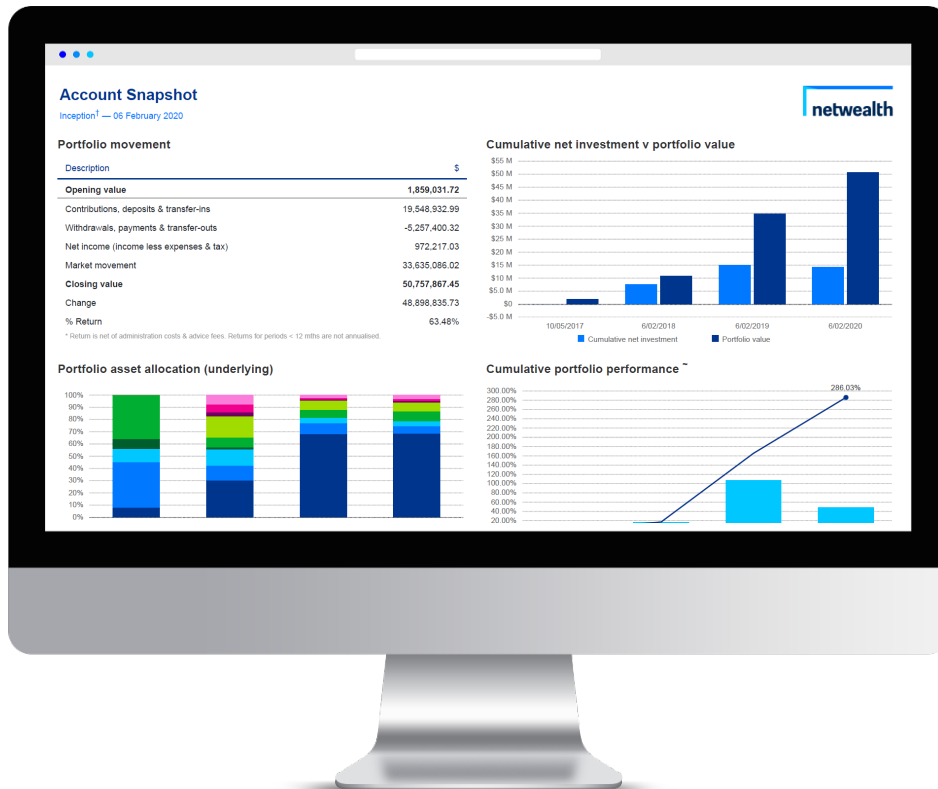 Account Snapshot
Inception† — 06 February 2020
netwealth
Portfolio movement
Description $
Opening value 1,859,031.72
Contributions, deposits & transfer-ins 19,548,932.99
Withdrawals, payments & transfer-outs -5,257,400.32
Net income (income less expenses & tax) 972,217.03
Market movement 33,635,086.02
Closing value 50,757,867.45
Change 48,898,835.73
% Return 63.48%
* Return is net of administration costs & advice fees. Returns for periods < 12 mths are not annualised.
Cumulative net investment v portfolio value
$55 M
$50 M
$45 M
$40 M
$35 M
$30 M
$25 M
$20 M
$15 M
$10 M
$5.0 M
$0
-$5.0 M
10/05/2017 6/02/2018 6/02/2019 6/02/2020
Cumulative net investment Portfolio value
Portfolio asset allocation (underlying)
100%
90%
80%
70%
60%
50%
40%
30%
20%
10%
0%
Cumulative portfolio performance ~
286.03%
300.00%
280.00%
260.00%
240.00%
220.00%
200.00%
180.00%
160.00%
140.00%
120.00%
100.00%
80.00%
60.00%
40.00%
20.00%